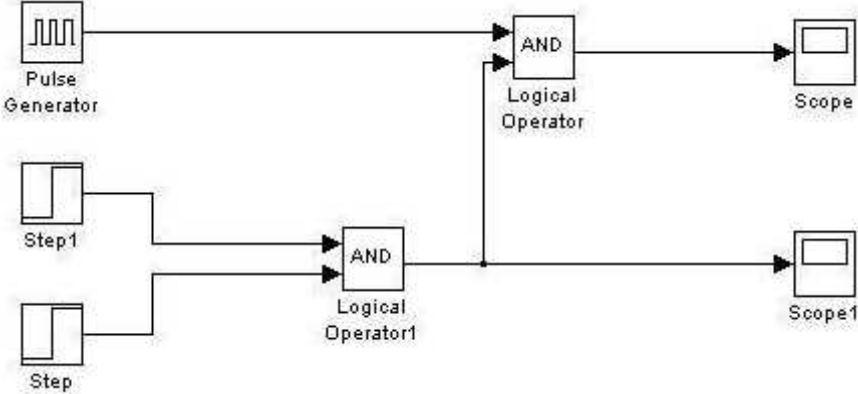 AND
Pulse
Generator
Logical
Operator
Scope
Step1
AND
Logical
Operator1
Scope1
Step